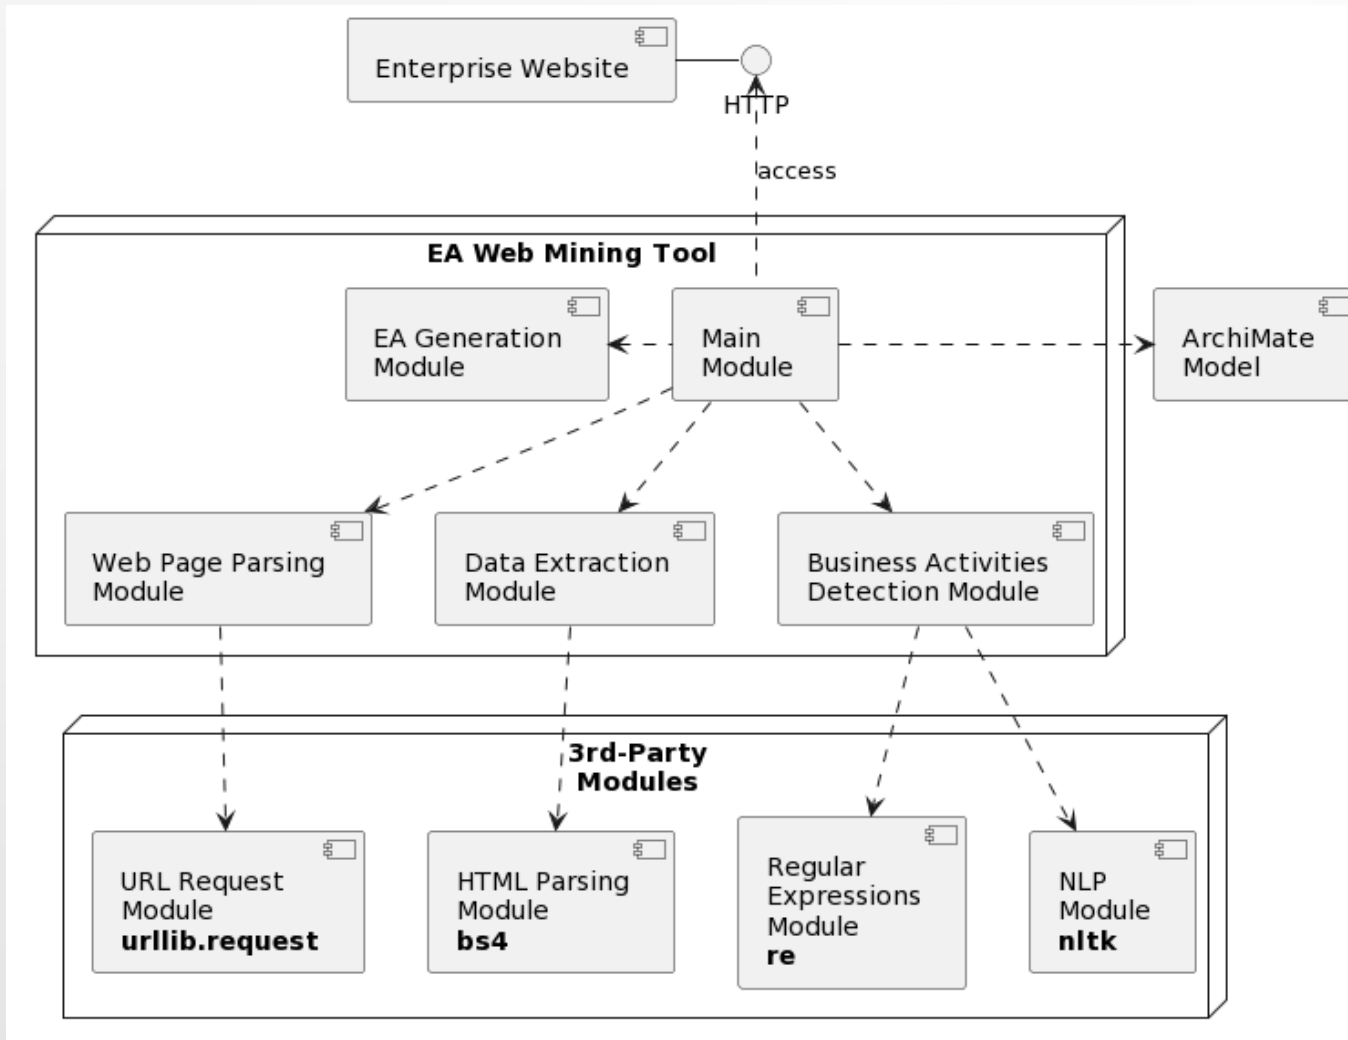 Enterprise Website
HTTP
access
EA Web Mining Tool
EA Generation
Module
Main
Module
ArchiMate
Model
Web Page Parsing
Module
Data Extraction
Module
Business Activities
Detection Module
3rd-Party
Modules
URL Request
Module
urllib.request
HTML Parsing
Module
bs4
Regular
Expressions
Module
re
NLP
Module
nltk